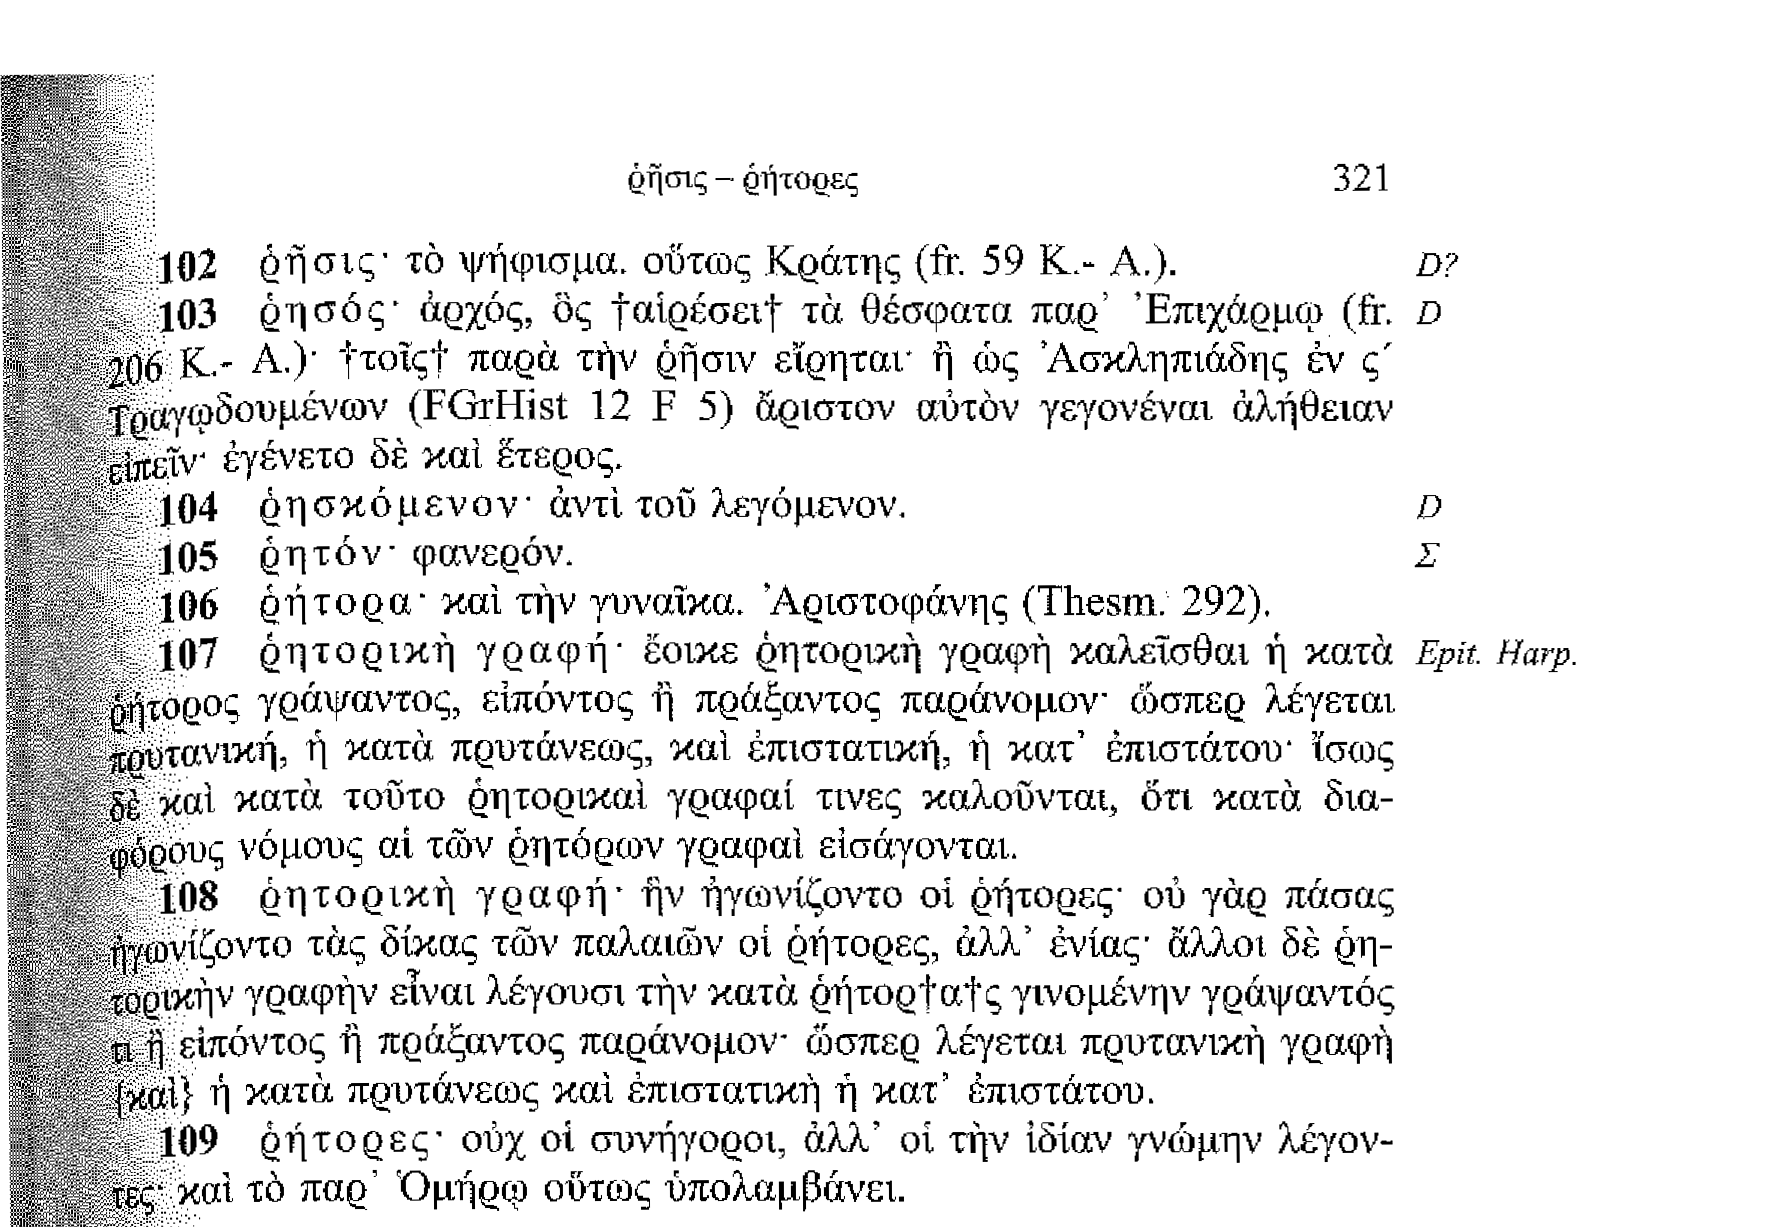 ῥῆσις – ῥήτορες 321
102 ῥῆσις· τὸ ψήφισμα. οὕτως Κράτης (fr. 59 K.- A.). D?
103 ῥησός· ἀρχός, ὃς †αἱρέσει† τὰ θέσφατα παρ’ Ἐπιχάρμῳ (fr. D
206 K.- A.)· †τοῖς† παρὰ τὴν ῥῆσιν εἴρηται· ἢ ὡς Ἀσκληπιάδης ἐν ς´
Τραγῳδουμένων (FGrHist 12 F 5) ἄριστον αὐτὸν γεγονέναι ἀλήθειαν
εἰπεῖν· ἐγένετο δὲ καὶ ἕτερος.
104 ῥησκόμενον· ἀντὶ τοῦ λεγόμενον. D
105 ῥητόν· φανερόν. Σ
106 ῥήτορα· καὶ τὴν γυναῖκα. Ἀριστοφάνης (Thesm. 292).
107 ῥητορικὴ γραφή· ἔοικε ῥητορικὴ γραφὴ καλεῖσθαι ἡ κατὰ Epit. Harp.
ῥήτορος γράψαντος, εἰπόντος ἢ πράξαντος παράνομον· ὥσπερ λέγεται
πρυτανική, ἡ κατὰ πρυτάνεως, καὶ ἐπιστατική, ἡ κατ’ ἐπιστάτου· ἴσως
δὲ καὶ κατὰ τοῦτο ῥητορικαὶ γραφαί τινες καλοῦνται, ὅτι κατὰ δια-
φόρους νόμους αἱ τῶν ῥητόρων γραφαὶ εἰσάγονται.
108 ῥητορικὴ γραφή· ἣν ἠγωνίζοντο οἱ ῥήτορες· οὐ γὰρ πάσας
ἠγωνίζοντο τὰς δίκας τῶν παλαιῶν οἱ ῥήτορες, ἀλλ’ ἐνίας· ἄλλοι δὲ ῥη-
τορικὴν γραφὴν εἶναι λέγουσι τὴν κατὰ ῥήτορ†α†ς γινομένην γράψαντός
τι ἢ εἰπόντος ἢ πράξαντος παράνομον· ὥσπερ λέγεται πρυτανικὴ γραφὴ
{καὶ} ἡ κατὰ πρυτάνεως καὶ ἐπιστατικὴ ἡ κατ’ ἐπιστάτου.
109 ῥήτορες· οὐχ οἱ συνήγοροι, ἀλλ’ οἱ τὴν ἰδίαν γνώμην λέγον-
τες· καὶ τὸ παρ’ Ὁμήρῳ οὕτως ὑπολαμβάνει.